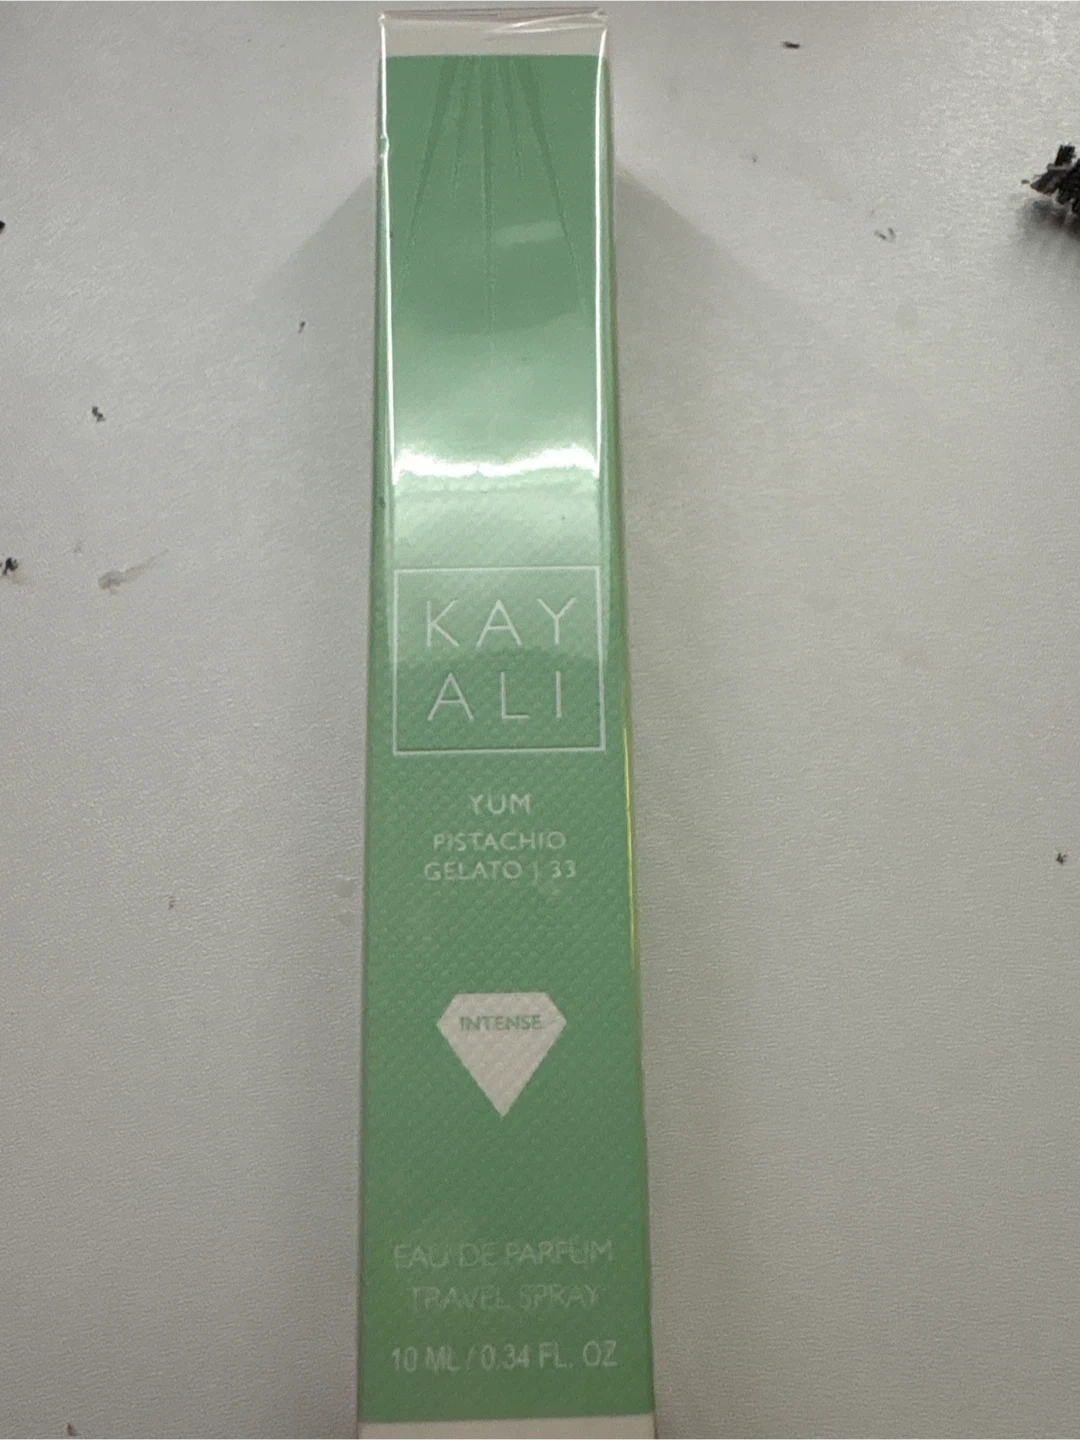 KAY
ALI
YUM
PISTACHIO
GELATO | 33
INTENSE
EAU DE PARFUM
TRAVEL SPRAY
10 ML / 0.34 FL. OZ